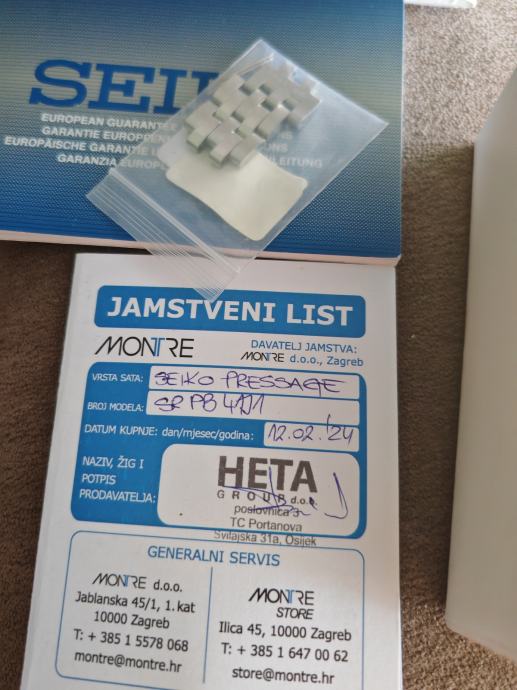 SEI
EUROPEAN GUARANTEE
GARANTIE EUROPÉEN
EUROPÄISCHE GARANTIE
GARANZIA EUROP
JAMSTVENI LIST
MONTRE
DAVATELJ JAMSTVA:
MONTRE d.o.o., Zagreb
VRSTA SATA: SEIKO PRESSAGE
BROJ MODELA: SRPB41J1
DATUM KUPNJE: dan/mjesec/godina: 12.02.'24
NAZIV, ŽIG I
POTPIS
PRODAVATELJA:
HETA
GROUP d.o.o.
poslovnica 3
TC Portanova
Svilajska 31a, Osijek
GENERALNI SERVIS
MONTRE d.o.o.
Jablanska 45/1, 1. kat
10000 Zagreb
T: + 385 1 5578 068
montre@montre.hr
MONTRE
STORE
Ilica 45, 10000 Zagreb
T: + 385 1 647 00 62
store@montre.hr